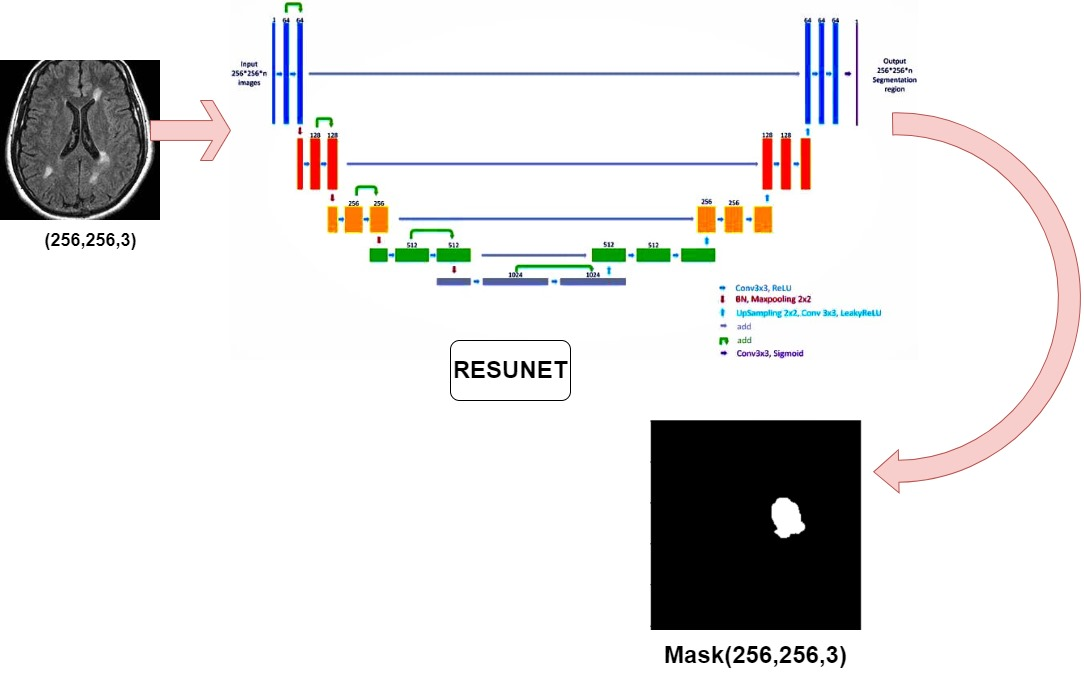 1 64 64
Input
256*256*n
images
64 64 64 1
Output
256*256*n
Segmentation
region
128 128
128 128
256 256
256 256
512 512
512 512
1024 1024
(256,256,3)
Conv3x3, ReLU
BN, Maxpooling 2x2
UpSampling 2x2, Conv 3x3, LeakyReLU
add
add
Conv3x3, Sigmoid
RESUNET
Mask(256,256,3)